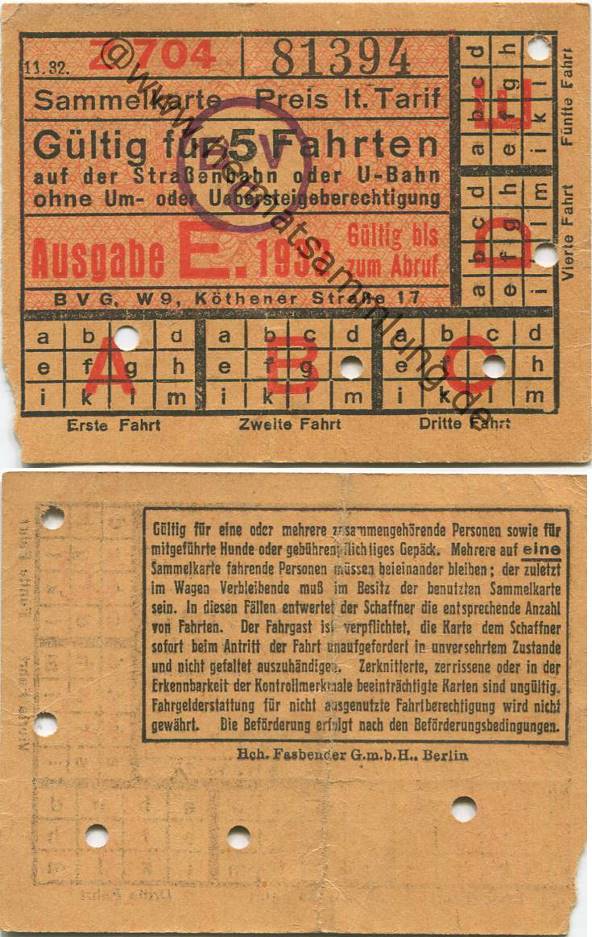 11.32. Z 704 81394
Sammelkarte Preis lt. Tarif
Gültig für 5 Fahrten
auf der Straßenbahn oder U-Bahn
ohne Um- oder Uebersteigeberechtigung
Ausgabe E. 1933 Gültig bis
zum Abruf
BVG, W9, Köthener Straße 17
V
a b d
e f g h
i k l m
A
Erste Fahrt
a b c d
e f g
i k l m
B
Zweite Fahrt
a b c d
e f h
i k l m
C
Dritte Fahrt
a b c d
e f g h
i l m
D
Vierte Fahrt
a b c d
e f g h
i k l
E
Fünfte Fahrt
@www.heimatsammlung.de
Gültig für eine oder mehrere zusammengehörende Personen sowie für
mitgeführte Hunde oder gebührenpflichtiges Gepäck. Mehrere auf eine
Sammelkarte fahrende Personen müssen beieinander bleiben; der zuletzt
im Wagen Verbleibende muß im Besitz der benutzten Sammelkarte
sein. In diesen Fällen entwertet der Schaffner die entsprechende Anzahl
von Fahrten. Der Fahrgast ist verpflichtet, die Karte dem Schaffner
sofort beim Antritt der Fahrt unaufgefordert in unversehrtem Zustande
und nicht gefaltet auszuhändigen. Zerknitterte, zerrissene oder in der
Erkennbarkeit der Kontrollmerkmale beeinträchtigte Karten sind ungültig.
Fahrgelderstattung für nicht ausgenutzte Fahrtberechtigung wird nicht
gewährt. Die Beförderung erfolgt nach den Beförderungsbedingungen.
Hch. Fasbender G.m.b.H., Berlin